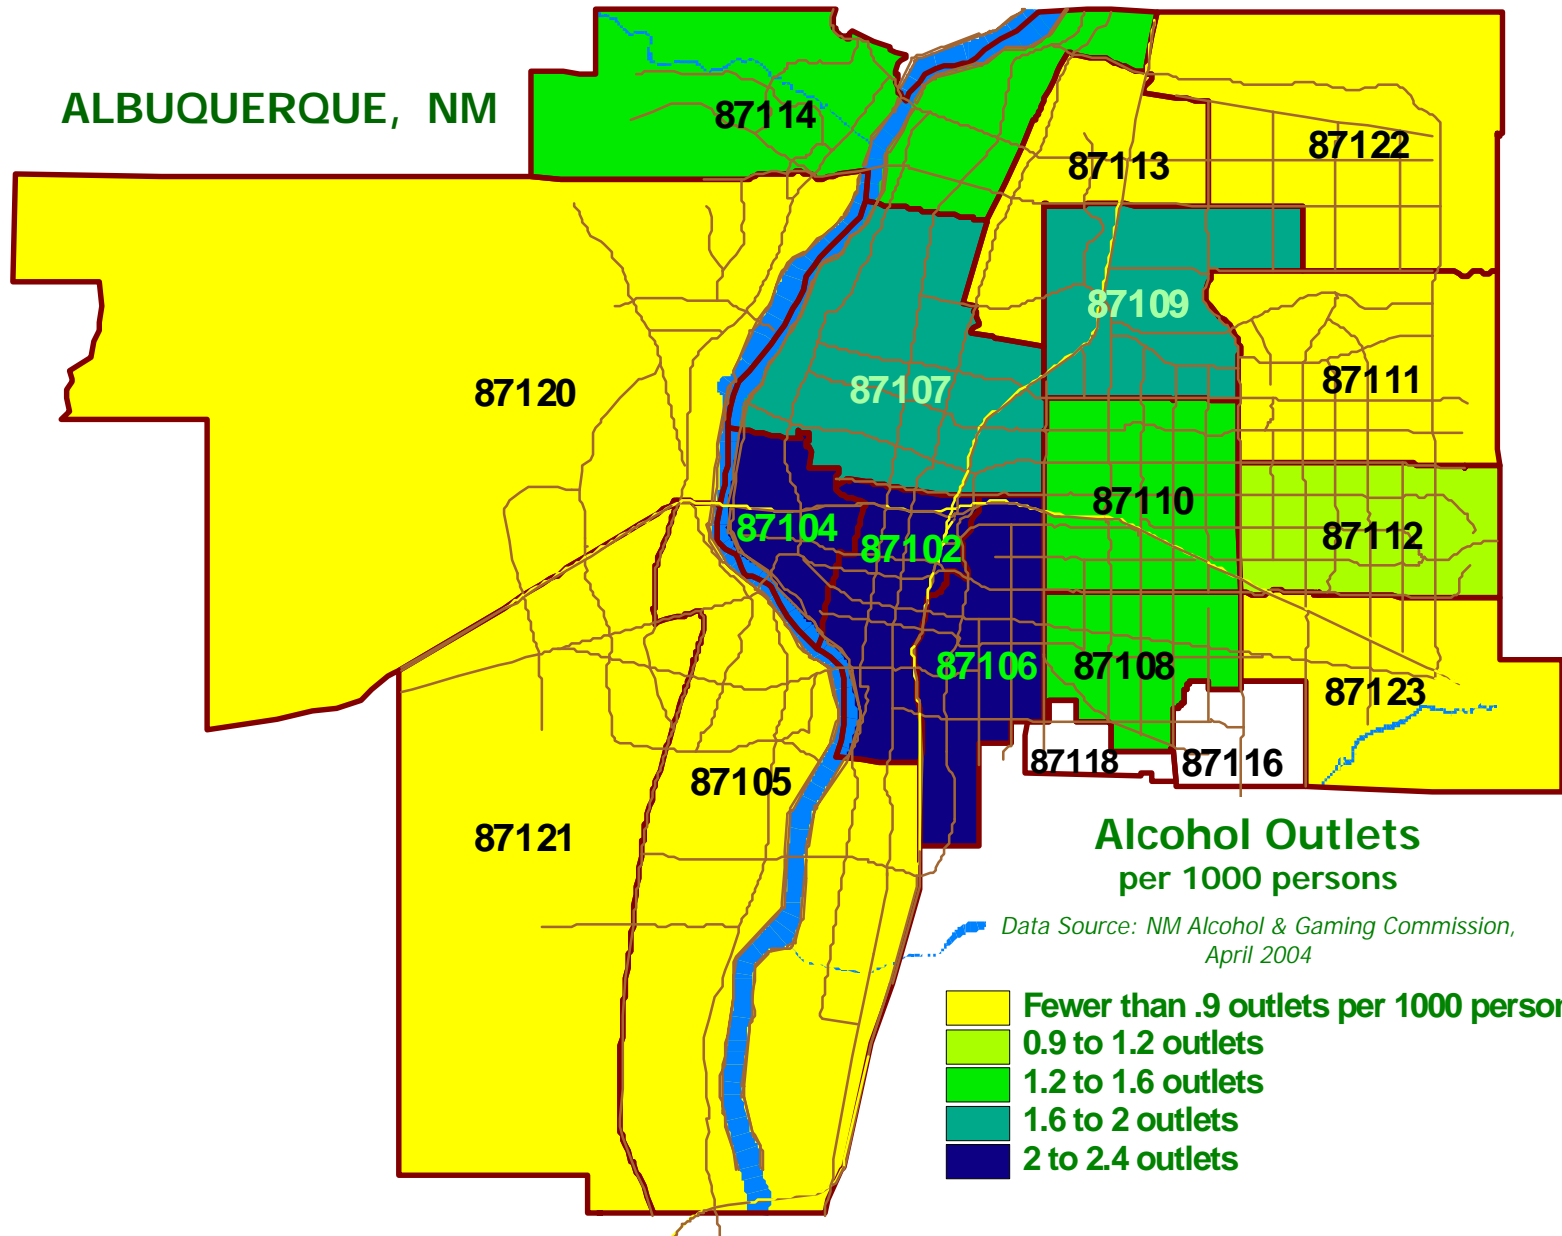 ALBUQUERQUE, NM
87114
87122
87113
87109
87120
87107
87111
87110
87104
87102
87112
87106
87108
87123
87118
87116
87105
87121
Alcohol Outlets
per 1000 persons
Data Source: NM Alcohol & Gaming Commission,
April 2004
Fewer than .9 outlets per 1000 person
0.9 to 1.2 outlets
1.2 to 1.6 outlets
1.6 to 2 outlets
2 to 2.4 outlets